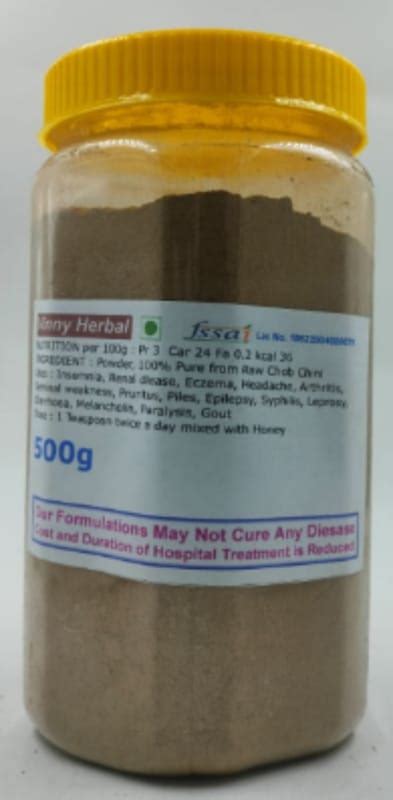 Jinny Herbal
fssai Lic No.
NUTRITION per 100g : Pr 3 Car 24 Fa 0.2 kcal 36
INGREDIENT : Powder, 100% Pure from Raw Chob Chini
Uses : Insomnia, Renal diease, Eczema, Headache, Arthritis,
Seminal weakness, Pruritus, Piles, Epilepsy, Syphilis, Leprosy,
Diarrhoea, Melancholia, Paralysis, Gout
Dose : 1 Teaspoon twice a day mixed with Honey
500g
Our Formulations May Not Cure Any Diesase
Cost and Duration of Hospital Treatment is Reduced